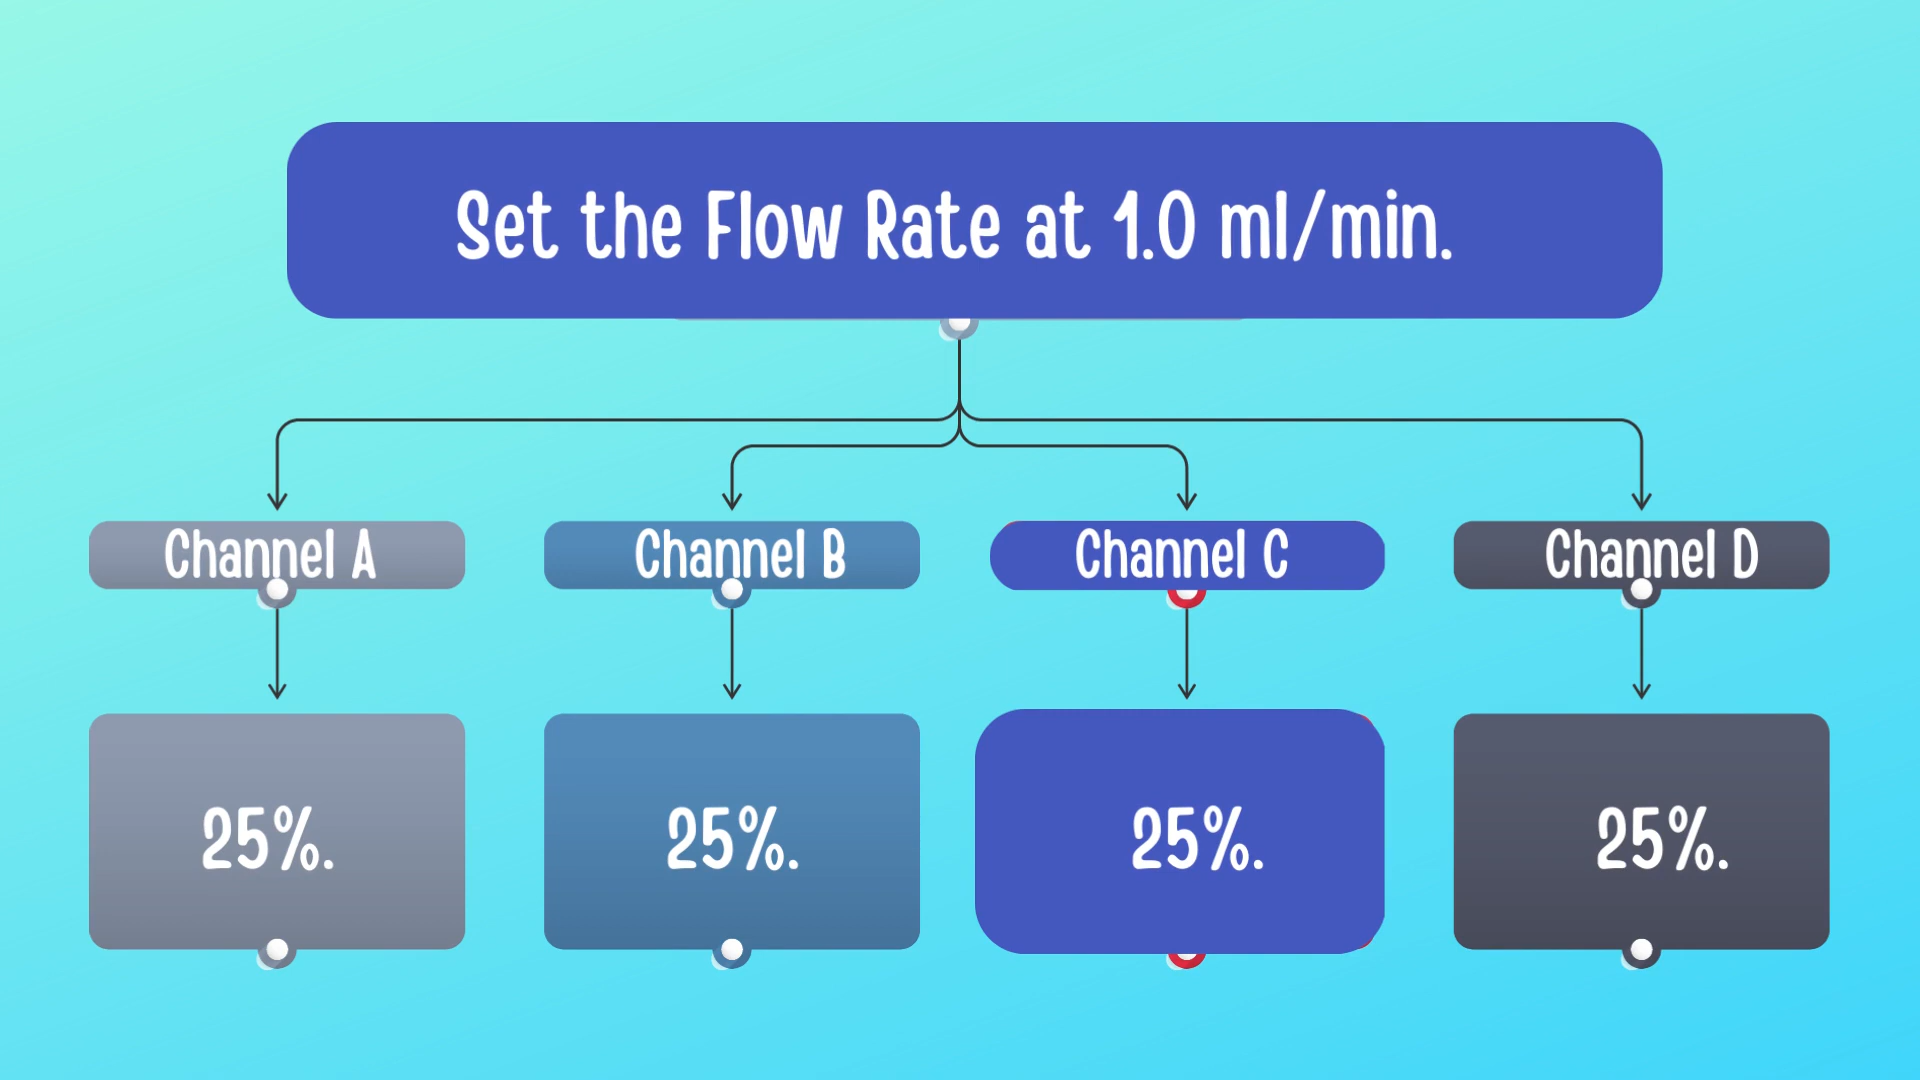 Set the Flow Rate at 1.0 ml/min.
Channel A
Channel B
Channel C
Channel D
25%.
25%.
25%.
25%.